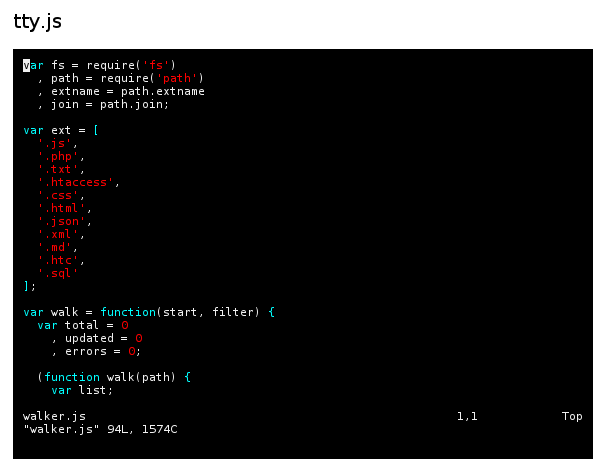 tty.js
var fs = require('fs')
  , path = require('path')
  , extname = path.extname
  , join = path.join;
var ext = [
  '.js',
  '.php',
  '.txt',
  '.htaccess',
  '.css',
  '.html',
  '.json',
  '.xml',
  '.md',
  '.htc',
  '.sql'
];
var walk = function(start, filter) {
  var total = 0
    , updated = 0
    , errors = 0;
  (function walk(path) {
    var list;
walker.js 1,1 Top
"walker.js" 94L, 1574C